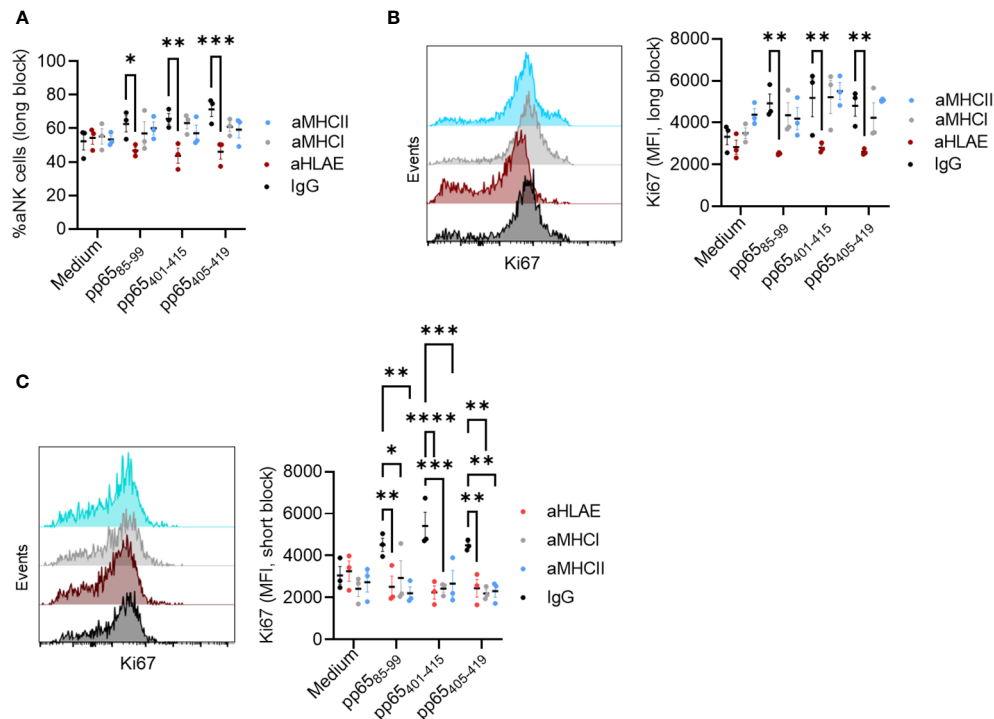 A
%aNK cells (long block)
100
80
60
40
20
0
* ** ***
Medium
pp65₈₅₋₉₉
pp65₄₀₁₋₄₁₅
pp65₄₀₅₋₄₁₉
aMHCII
aMHCI
aHLAE
IgG
B
Events
Ki67
Ki67 (MFI, long block)
8000
6000
4000
2000
0
** ** **
Medium
pp65₈₅₋₉₉
pp65₄₀₁₋₄₁₅
pp65₄₀₅₋₄₁₉
aMHCII
aMHCI
aHLAE
IgG
C
Events
Ki67
Ki67 (MFI, short block)
8000
6000
4000
2000
0
***
**
**** **
* *** **
** **
Medium
pp65₈₅₋₉₉
pp65₄₀₁₋₄₁₅
pp65₄₀₅₋₄₁₉
aHLAE
aMHCI
aMHCII
IgG